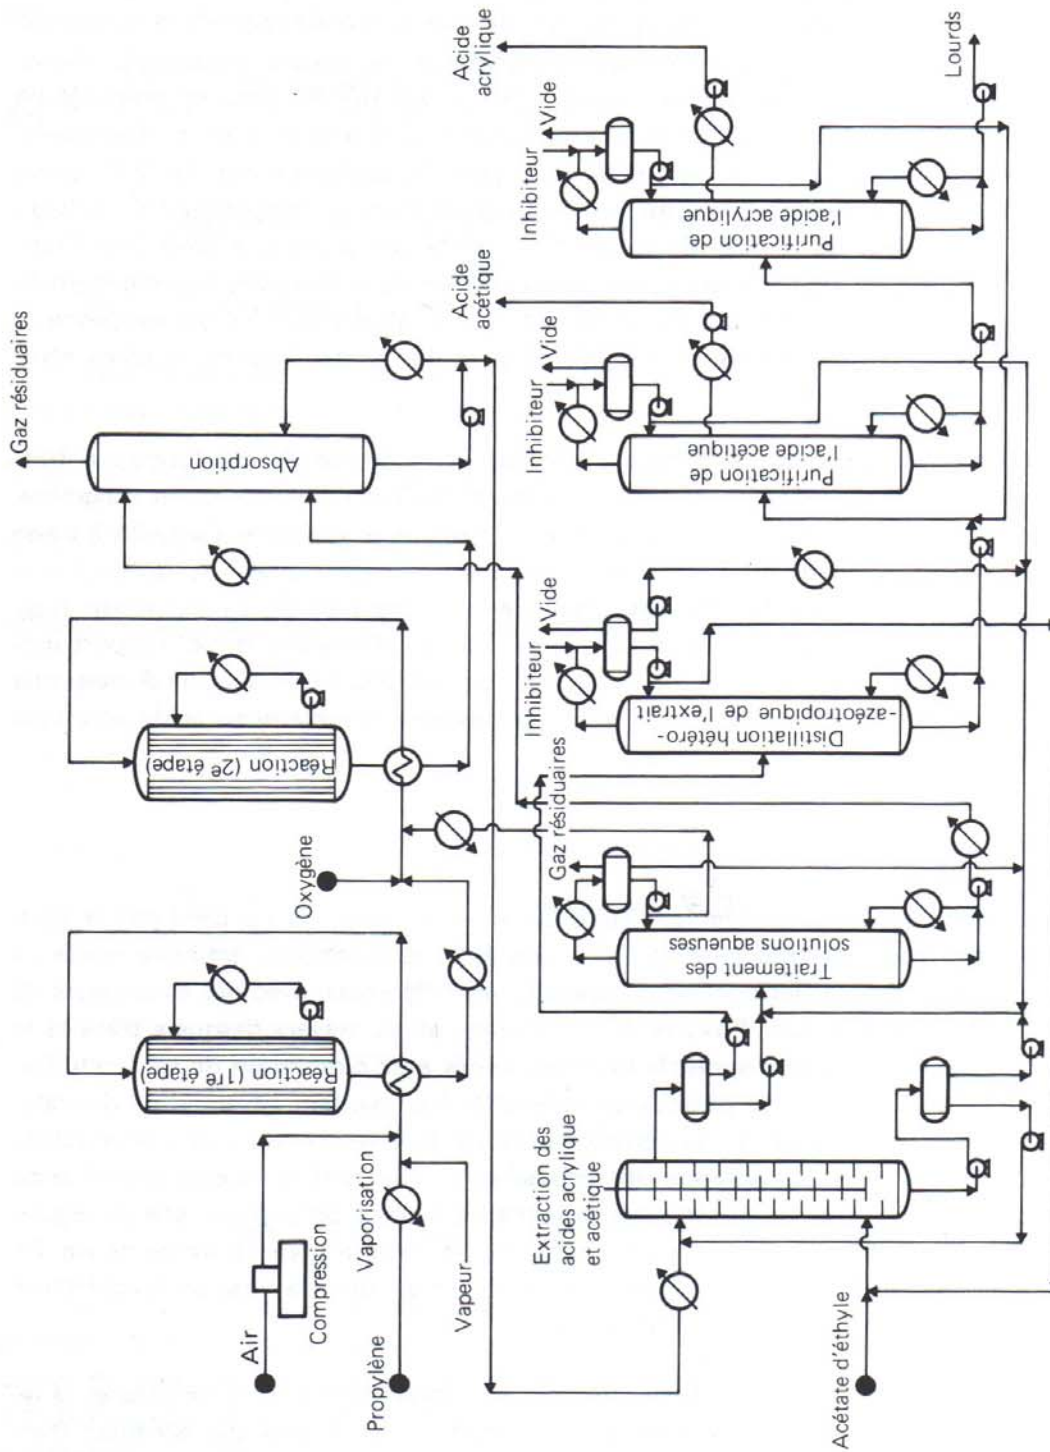 Air
Compression
Propylène
Vaporisation
Vapeur
Réaction (1re étape)
Oxygène
Réaction (2e étape)
Absorption
Gaz résiduaires
Acétate d'éthyle
Extraction des
acides acrylique
et acétique
Traitement des
solutions aqueuses
Gaz résiduaires
Distillation hétéro-
-azéotropique de l'extrait
Inhibiteur
Vide
Purification de
l'acide acétique
Inhibiteur
Vide
Acide
acétique
Purification de
l'acide acrylique
Inhibiteur
Vide
Acide
acrylique
Lourds